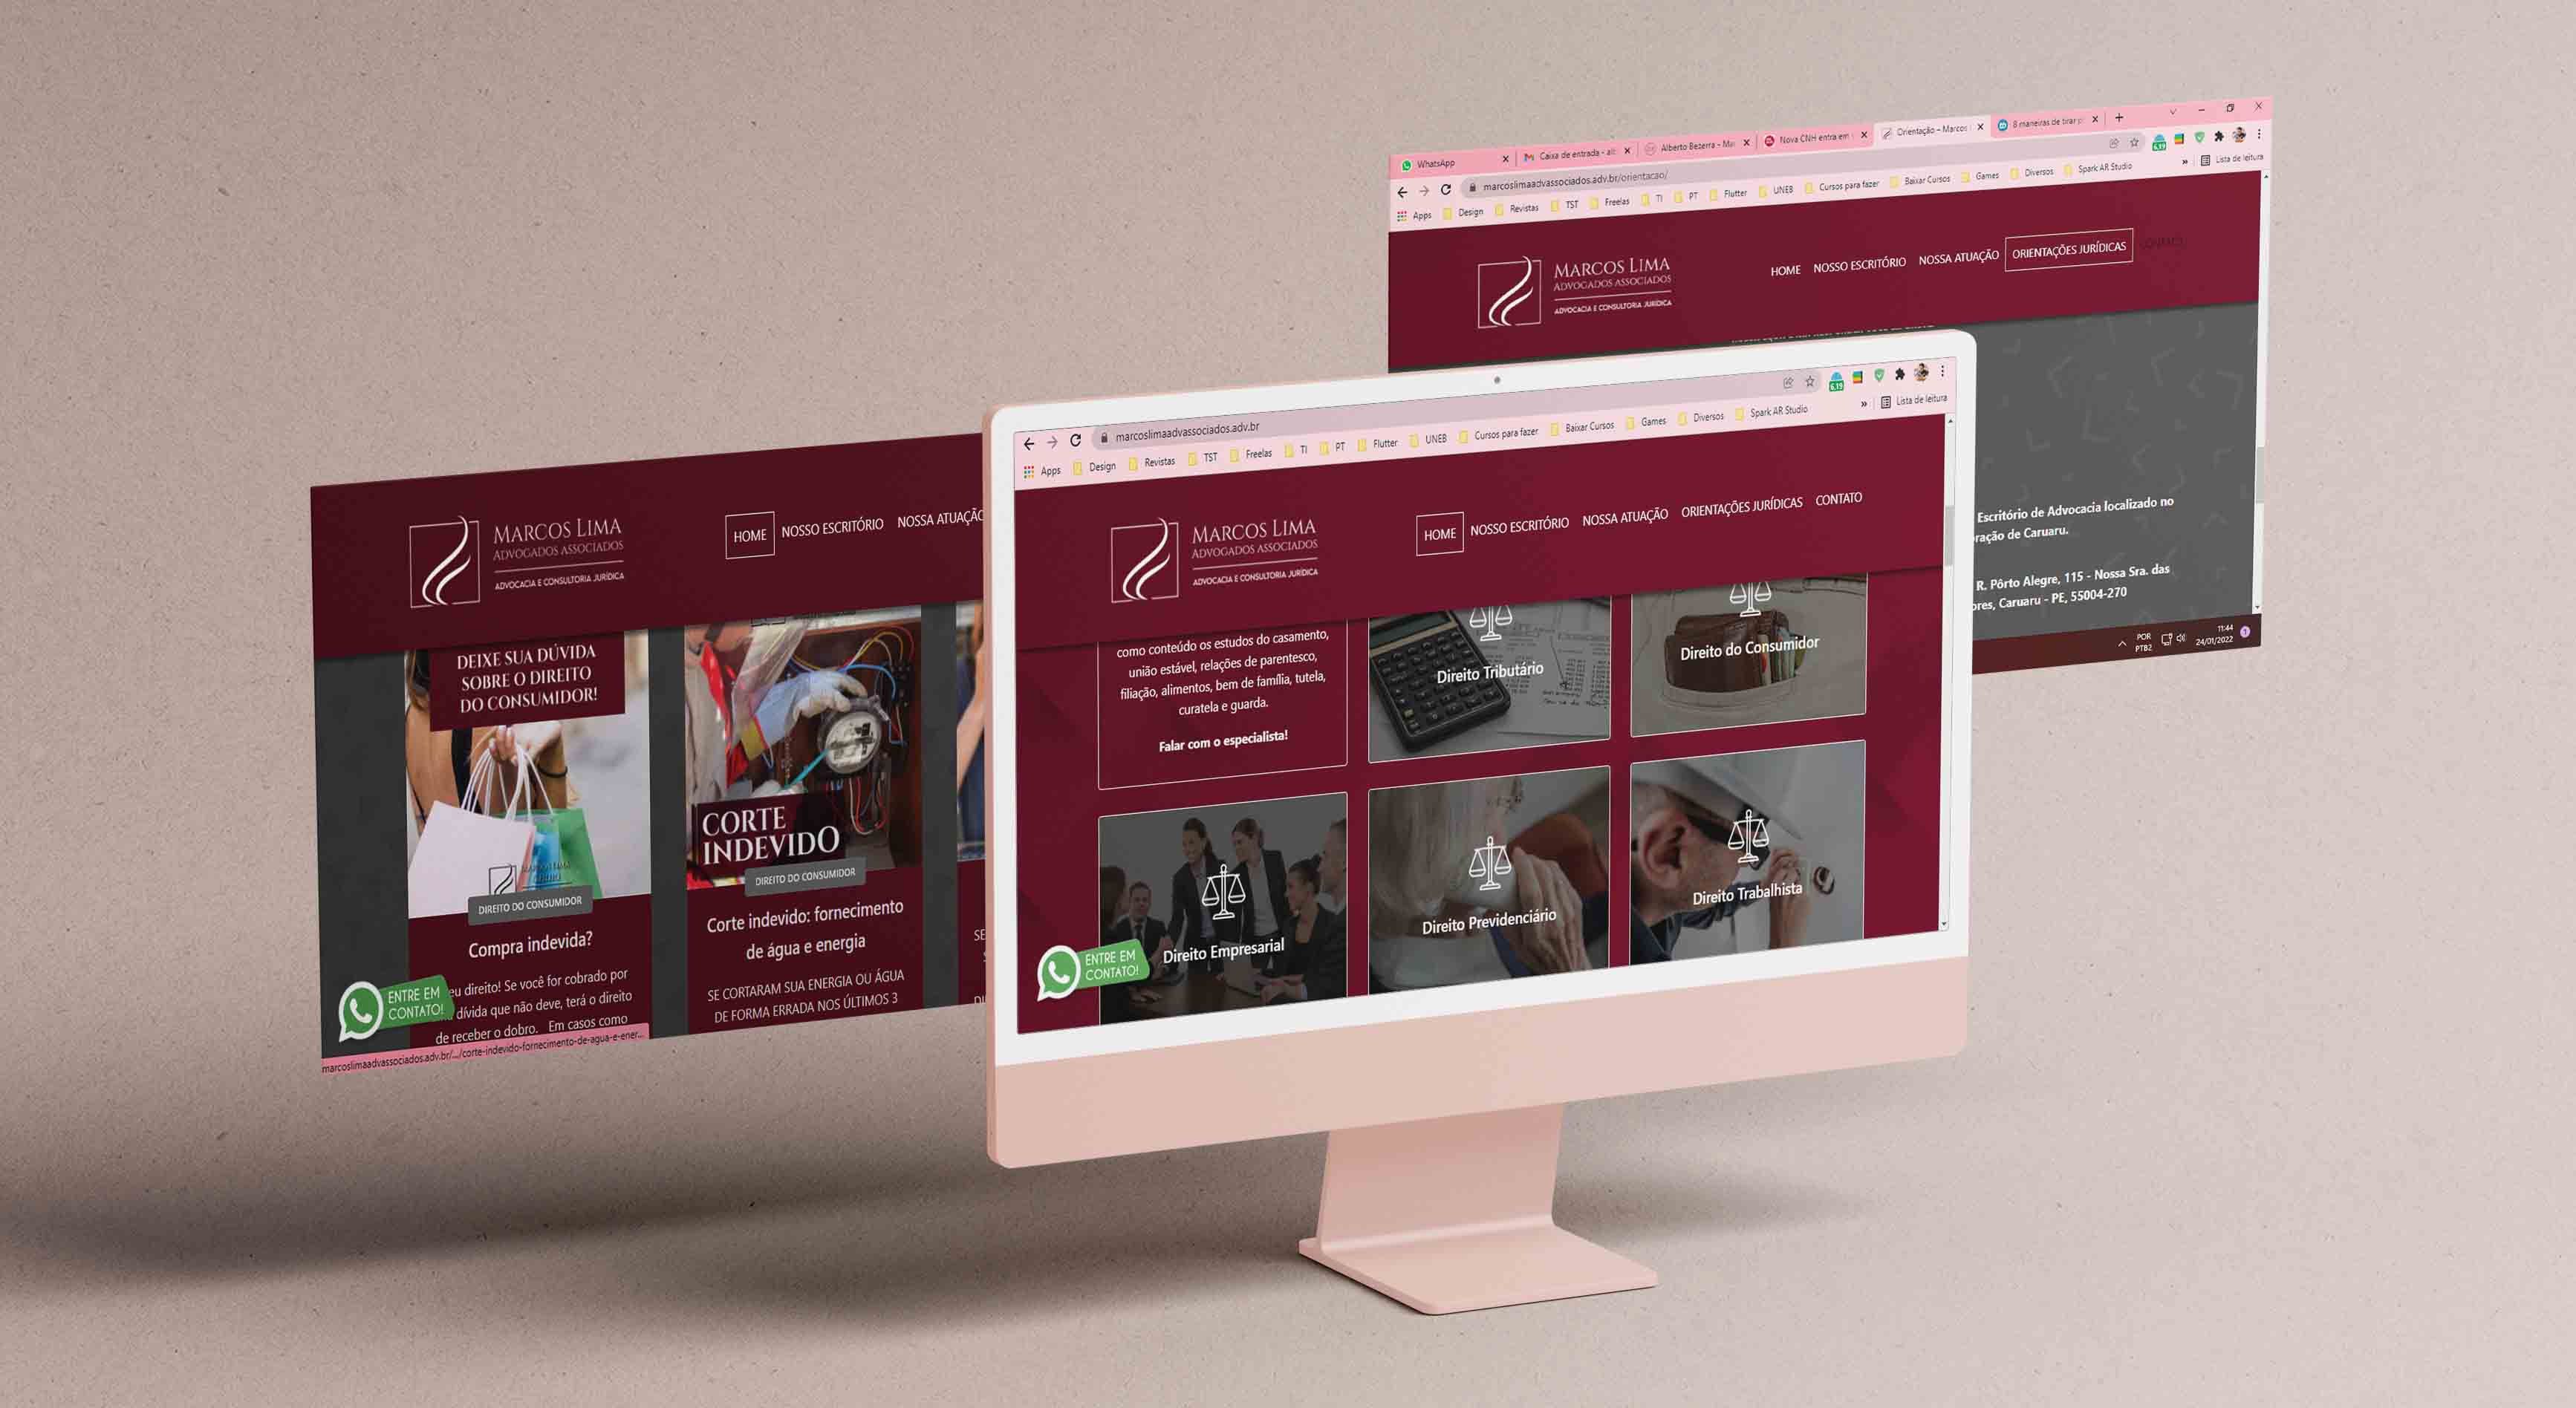 WhatsApp
Caixa de entrada - alb
Alberto Bezerra - Ma
Nova CNH entra em
Orientação – Marcos
8 maneiras de tirar p
marcoslimaadvassociados.adv.br/orientacao/
Lista de leitura
Apps Design Revistas TST Freelas TI PT Flutter UNEB Cursos para fazer Baixar Cursos Games Diversos Spark AR Studio
MARCOS LIMA
ADVOGADOS ASSOCIADOS
ADVOCACIA E CONSULTORIA JURÍDICA
HOME NOSSO ESCRITÓRIO NOSSA ATUAÇÃO ORIENTAÇÕES JURÍDICAS CONTATO
Escritório de Advocacia localizado no
ração de Caruaru.
R. Pôrto Alegre, 115 - Nossa Sra. das
ores, Caruaru - PE, 55004-270
POR
PTB2
11:44
24/01/2022
1
marcoslimaadvassociados.adv.br
6,19
Lista de leitura
Apps Design Revistas TST Freelas TI PT Flutter UNEB Cursos para fazer Baixar Cursos Games Diversos Spark AR Studio
MARCOS LIMA
ADVOGADOS ASSOCIADOS
ADVOCACIA E CONSULTORIA JURÍDICA
HOME NOSSO ESCRITÓRIO NOSSA ATUAÇÃO ORIENTAÇÕES JURÍDICAS CONTATO
como conteúdo os estudos do casamento,
união estável, relações de parentesco,
filiação, alimentos, bem de família, tutela,
curatela e guarda.
Falar com o especialista!
Direito Tributário
Direito do Consumidor
Direito Empresarial
Direito Previdenciário
Direito Trabalhista
ENTRE EM
CONTATO!
MARCOS LIMA
ADVOGADOS ASSOCIADOS
ADVOCACIA E CONSULTORIA JURÍDICA
HOME NOSSO ESCRITÓRIO NOSSA ATUAÇÃO
DEIXE SUA DÚVIDA
SOBRE O DIREITO
DO CONSUMIDOR!
MARCOS LIMA
DIREITO DO CONSUMIDOR
Compra indevida?
eu direito! Se você for cobrado por
dívida que não deve, terá o direito
de receber o dobro. Em casos como
CORTE
INDEVIDO
DIREITO DO CONSUMIDOR
Corte indevido: fornecimento
de água e energia
SE CORTARAM SUA ENERGIA OU ÁGUA
DE FORMA ERRADA NOS ÚLTIMOS 3
SE
ENTRE EM
CONTATO!
marcoslimaadvassociados.adv.br/.../corte-indevido-fornecimento-de-agua-e-ener...